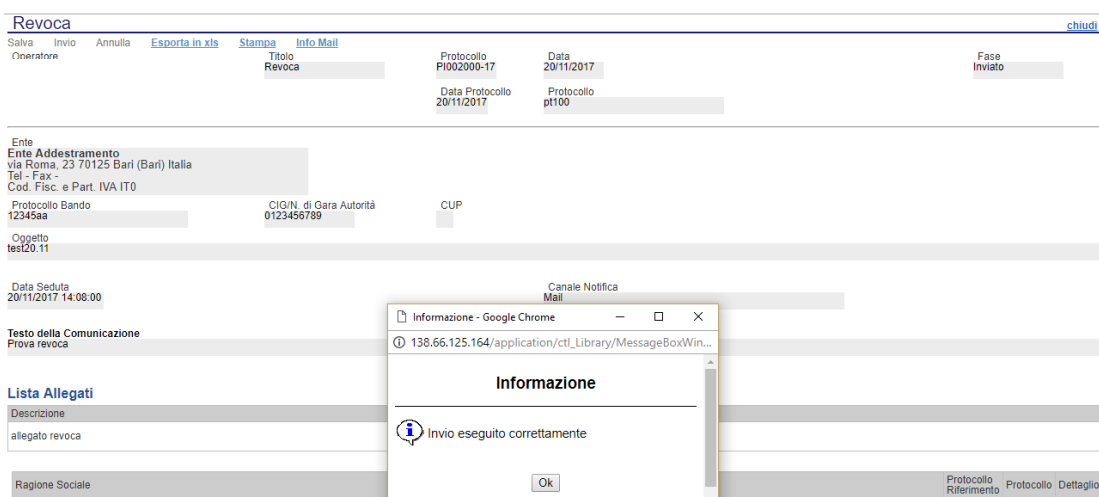 Revoca
chiudi
Salva Invio Annulla Esporta in xls Stampa Info Mail
Operatore Titolo Protocollo Data Fase
Revoca PI002000-17 20/11/2017 Inviato
Data Protocollo Protocollo
20/11/2017 pt100
Ente
Ente Addestramento
via Roma, 23 70125 Bari (Bari) Italia
Tel - Fax -
Cod. Fisc. e Part. IVA IT0
Protocollo Bando CIG/N. di Gara Autorità CUP
12345aa 0123456789
Oggetto
test20.11
Data Seduta Canale Notifica
20/11/2017 14:08:00 Mail
Testo della Comunicazione
Prova revoca
Lista Allegati
Descrizione
allegato revoca
Ragione Sociale Protocollo Riferimento Protocollo Dettaglio
Informazione - Google Chrome
138.66.125.164/application/ctl_Library/MessageBoxWin...
Informazione
Invio eseguito correttamente
Ok